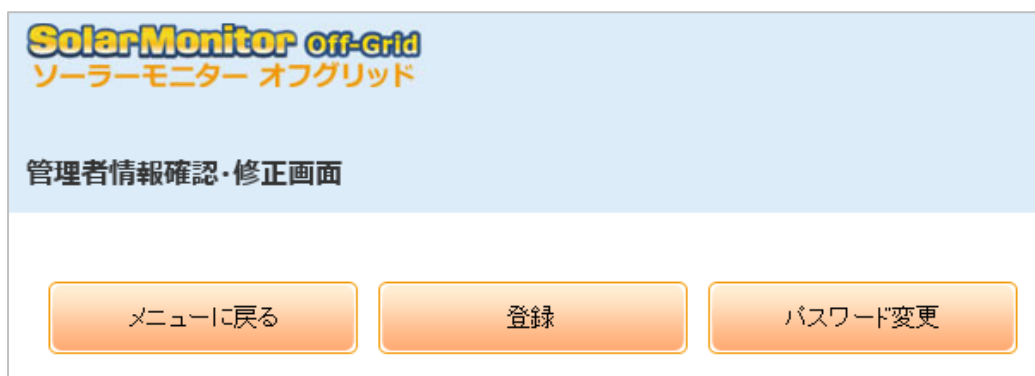 SolarMonitor Off-Grid
ソーラーモニター オフグリッド
管理者情報確認・修正画面
メニューに戻る
登録
パスワード変更